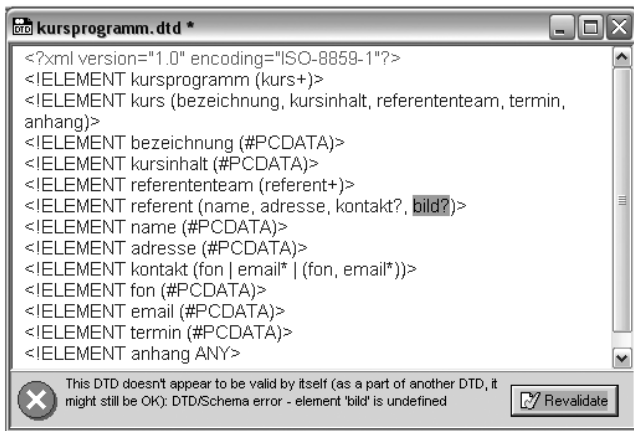 kursprogramm.dtd *
<?xml version="1.0" encoding="ISO-8859-1"?>
<!ELEMENT kursprogramm (kurs+)>
<!ELEMENT kurs (bezeichnung, kursinhalt, referententeam, termin,
anhang)>
<!ELEMENT bezeichnung (#PCDATA)>
<!ELEMENT kursinhalt (#PCDATA)>
<!ELEMENT referententeam (referent+)>
<!ELEMENT referent (name, adresse, kontakt?, bild?)>
<!ELEMENT name (#PCDATA)>
<!ELEMENT adresse (#PCDATA)>
<!ELEMENT kontakt (fon | email* | (fon, email*))>
<!ELEMENT fon (#PCDATA)>
<!ELEMENT email (#PCDATA)>
<!ELEMENT termin (#PCDATA)>
<!ELEMENT anhang ANY>
This DTD doesn't appear to be valid by itself (as a part of another DTD, it
might still be OK): DTD/Schema error - element 'bild' is undefined
Revalidate